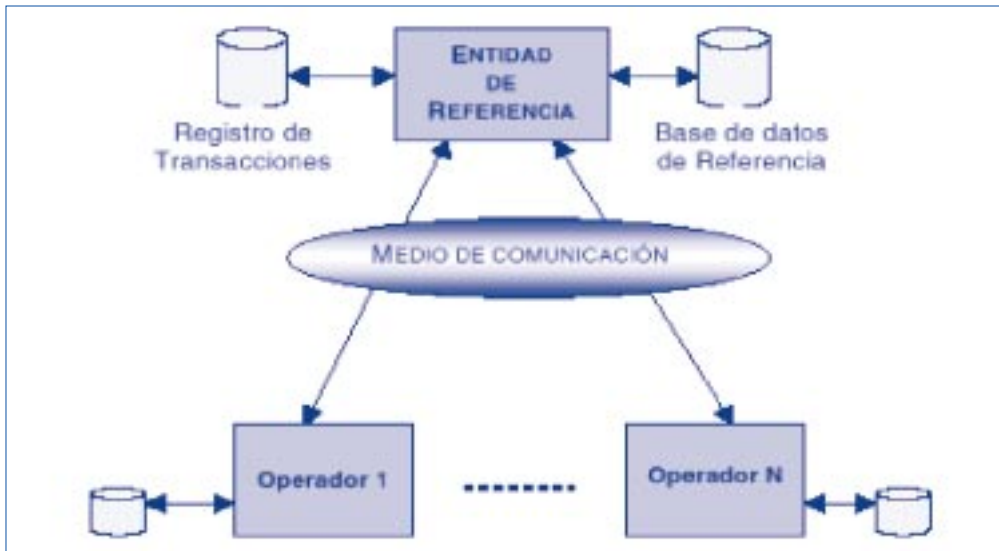 ENTIDAD
DE
REFERENCIA
Registro de
Transacciones
Base de datos
de Referencia
MEDIO DE COMUNICACIÓN
Operador 1
Operador N